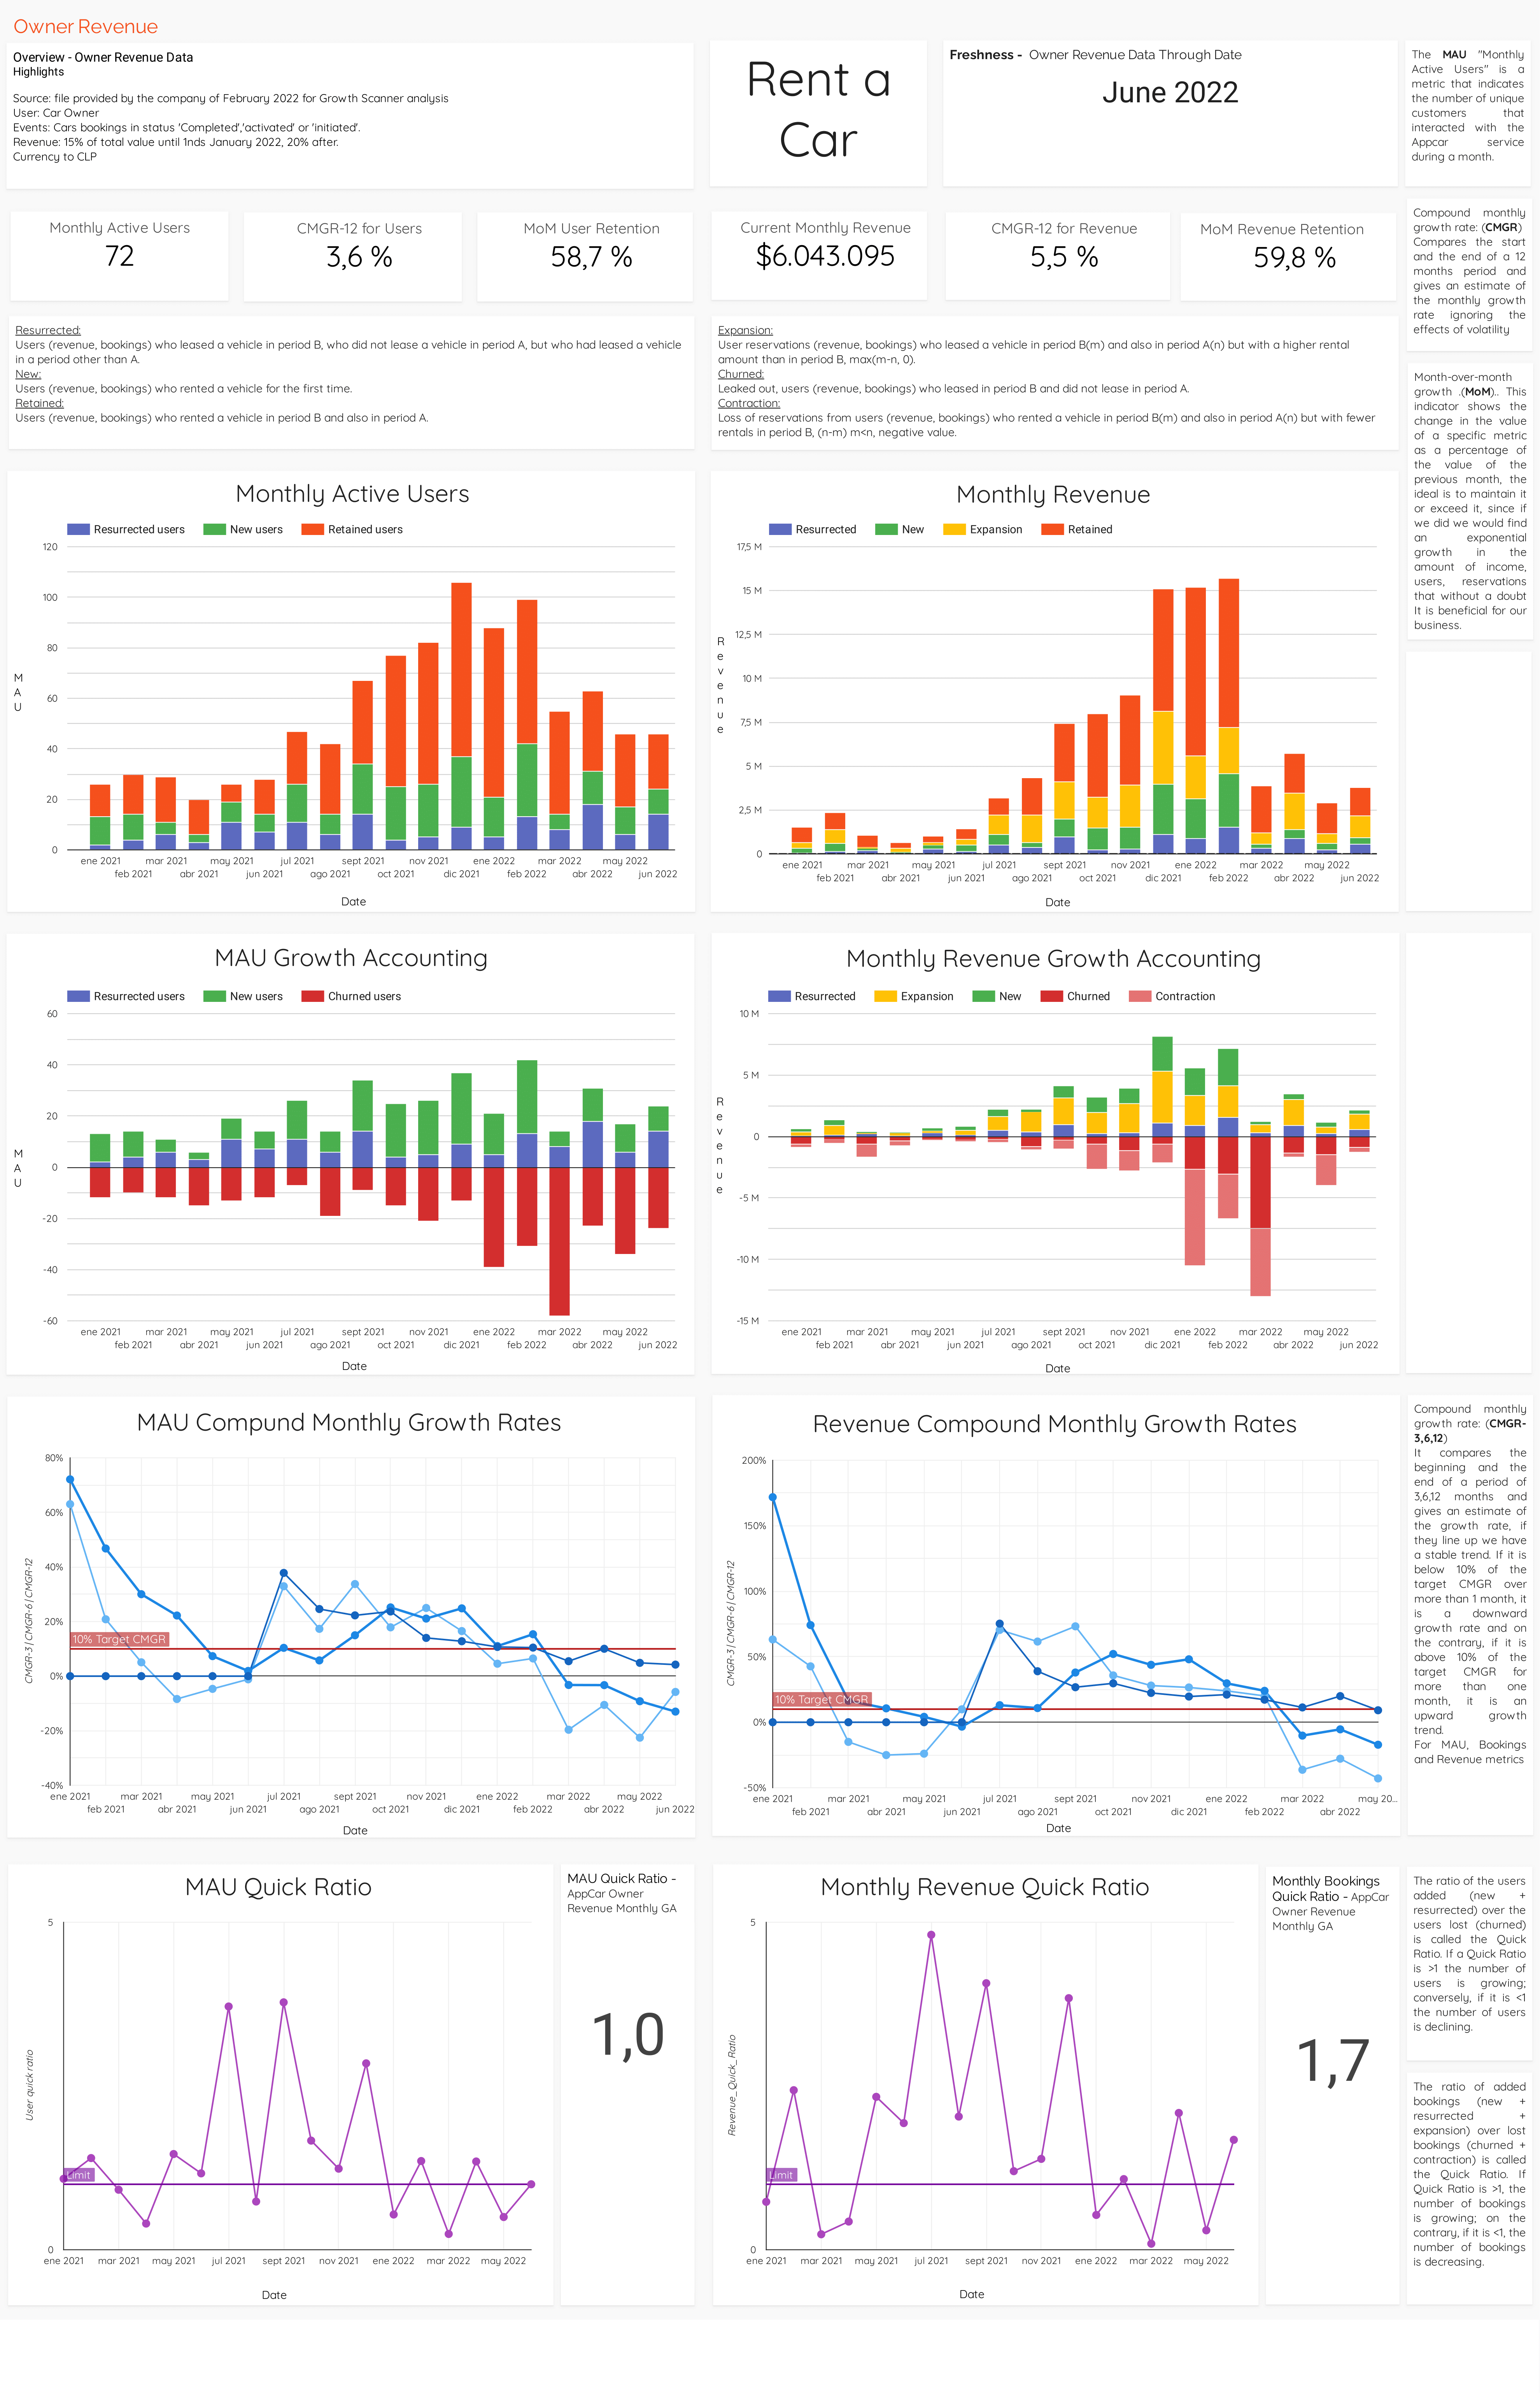 Owner Revenue
Overview - Owner Revenue Data
Highlights
Source: file provided by the company of February 2022 for Growth Scanner analysis
User: Car Owner
Events: Cars bookings in status 'Completed','activated' or 'initiated'.
Revenue: 15% of total value until 1nds January 2022, 20% after.
Currency to CLP
Rent a
Car
Freshness - Owner Revenue Data Through Date
June 2022
The MAU "Monthly
Active Users" is a
metric that indicates
the number of unique
customers that
interacted with the
Appcar service
during a month.
Monthly Active Users
72
CMGR-12 for Users
3,6 %
MoM User Retention
58,7 %
Current Monthly Revenue
$6.043.095
CMGR-12 for Revenue
5,5 %
MoM Revenue Retention
59,8 %
Compound monthly
growth rate: (CMGR)
Compares the start
and the end of a 12
months period and
gives an estimate of
the monthly growth
rate ignoring the
effects of volatility
Resurrected:
Users (revenue, bookings) who leased a vehicle in period B, who did not lease a vehicle in period A, but who had leased a vehicle
in a period other than A.
New:
Users (revenue, bookings) who rented a vehicle for the first time.
Retained:
Users (revenue, bookings) who rented a vehicle in period B and also in period A.
Expansion:
User reservations (revenue, bookings) who leased a vehicle in period B(m) and also in period A(n) but with a higher rental
amount than in period B, max(m-n, 0).
Churned:
Leaked out, users (revenue, bookings) who leased in period B and did not lease in period A.
Contraction:
Loss of reservations from users (revenue, bookings) who rented a vehicle in period B(m) and also in period A(n) but with fewer
rentals in period B, (n-m) m<n, negative value.
Month-over-month
growth .(MoM).. This
indicator shows the
change in the value
of a specific metric
as a percentage of
the value of the
previous month, the
ideal is to maintain it
or exceed it, since if
we did we would find
an exponential
growth in the
amount of income,
users, reservations
that without a doubt
It is beneficial for our
business.
Monthly Active Users
Resurrected users New users Retained users
120
100
80
60
40
20
0
MAU
ene 2021 mar 2021 may 2021 jul 2021 sept 2021 nov 2021 ene 2022 mar 2022 may 2022
feb 2021 abr 2021 jun 2021 ago 2021 oct 2021 dic 2021 feb 2022 abr 2022 jun 2022
Date
Monthly Revenue
Resurrected New Expansion Retained
17,5 M
15 M
12,5 M
10 M
7,5 M
5 M
2,5 M
0
Revenue
ene 2021 mar 2021 may 2021 jul 2021 sept 2021 nov 2021 ene 2022 mar 2022 may 2022
feb 2021 abr 2021 jun 2021 ago 2021 oct 2021 dic 2021 feb 2022 abr 2022 jun 2022
Date
MAU Growth Accounting
Resurrected users New users Churned users
60
40
20
0
-20
-40
-60
MAU
ene 2021 mar 2021 may 2021 jul 2021 sept 2021 nov 2021 ene 2022 mar 2022 may 2022
feb 2021 abr 2021 jun 2021 ago 2021 oct 2021 dic 2021 feb 2022 abr 2022 jun 2022
Date
Monthly Revenue Growth Accounting
Resurrected Expansion New Churned Contraction
10 M
5 M
0
-5 M
-10 M
-15 M
Revenue
ene 2021 mar 2021 may 2021 jul 2021 sept 2021 nov 2021 ene 2022 mar 2022 may 2022
feb 2021 abr 2021 jun 2021 ago 2021 oct 2021 dic 2021 feb 2022 abr 2022 jun 2022
Date
MAU Compund Monthly Growth Rates
80%
60%
40%
20%
0%
-20%
-40%
CMGR-3 | CMGR-6 | CMGR-12
10% Target CMGR
ene 2021 mar 2021 may 2021 jul 2021 sept 2021 nov 2021 ene 2022 mar 2022 may 2022
feb 2021 abr 2021 jun 2021 ago 2021 oct 2021 dic 2021 feb 2022 abr 2022 jun 2022
Date
Revenue Compound Monthly Growth Rates
200%
150%
100%
50%
0%
-50%
CMGR-3 | CMGR-6 | CMGR-12
10% Target CMGR
ene 2021 mar 2021 may 2021 jul 2021 sept 2021 nov 2021 ene 2022 mar 2022 may 20...
feb 2021 abr 2021 jun 2021 ago 2021 oct 2021 dic 2021 feb 2022 abr 2022
Date
Compound monthly
growth rate: (CMGR-
3,6,12)
It compares the
beginning and the
end of a period of
3,6,12 months and
gives an estimate of
the growth rate, if
they line up we have
a stable trend. If it is
below 10% of the
target CMGR over
more than 1 month, it
is a downward
growth rate and on
the contrary, if it is
above 10% of the
target CMGR for
more than one
month, it is an
upward growth
trend.
For MAU, Bookings
and Revenue metrics
MAU Quick Ratio
5
0
User quick ratio
Limit
ene 2021 mar 2021 may 2021 jul 2021 sept 2021 nov 2021 ene 2022 mar 2022 may 2022
Date
MAU Quick Ratio -
AppCar Owner
Revenue Monthly GA
1,0
Monthly Revenue Quick Ratio
5
0
Revenue_Quick_Ratio
Limit
ene 2021 mar 2021 may 2021 jul 2021 sept 2021 nov 2021 ene 2022 mar 2022 may 2022
Date
Monthly Bookings
Quick Ratio - AppCar
Owner Revenue
Monthly GA
1,7
The ratio of the users
added (new +
resurrected) over the
users lost (churned)
is called the Quick
Ratio. If a Quick Ratio
is >1 the number of
users is growing;
conversely, if it is <1
the number of users
is declining.
The ratio of added
bookings (new +
resurrected +
expansion) over lost
bookings (churned +
contraction) is called
the Quick Ratio. If
Quick Ratio is >1, the
number of bookings
is growing; on the
contrary, if it is <1, the
number of bookings
is decreasing.